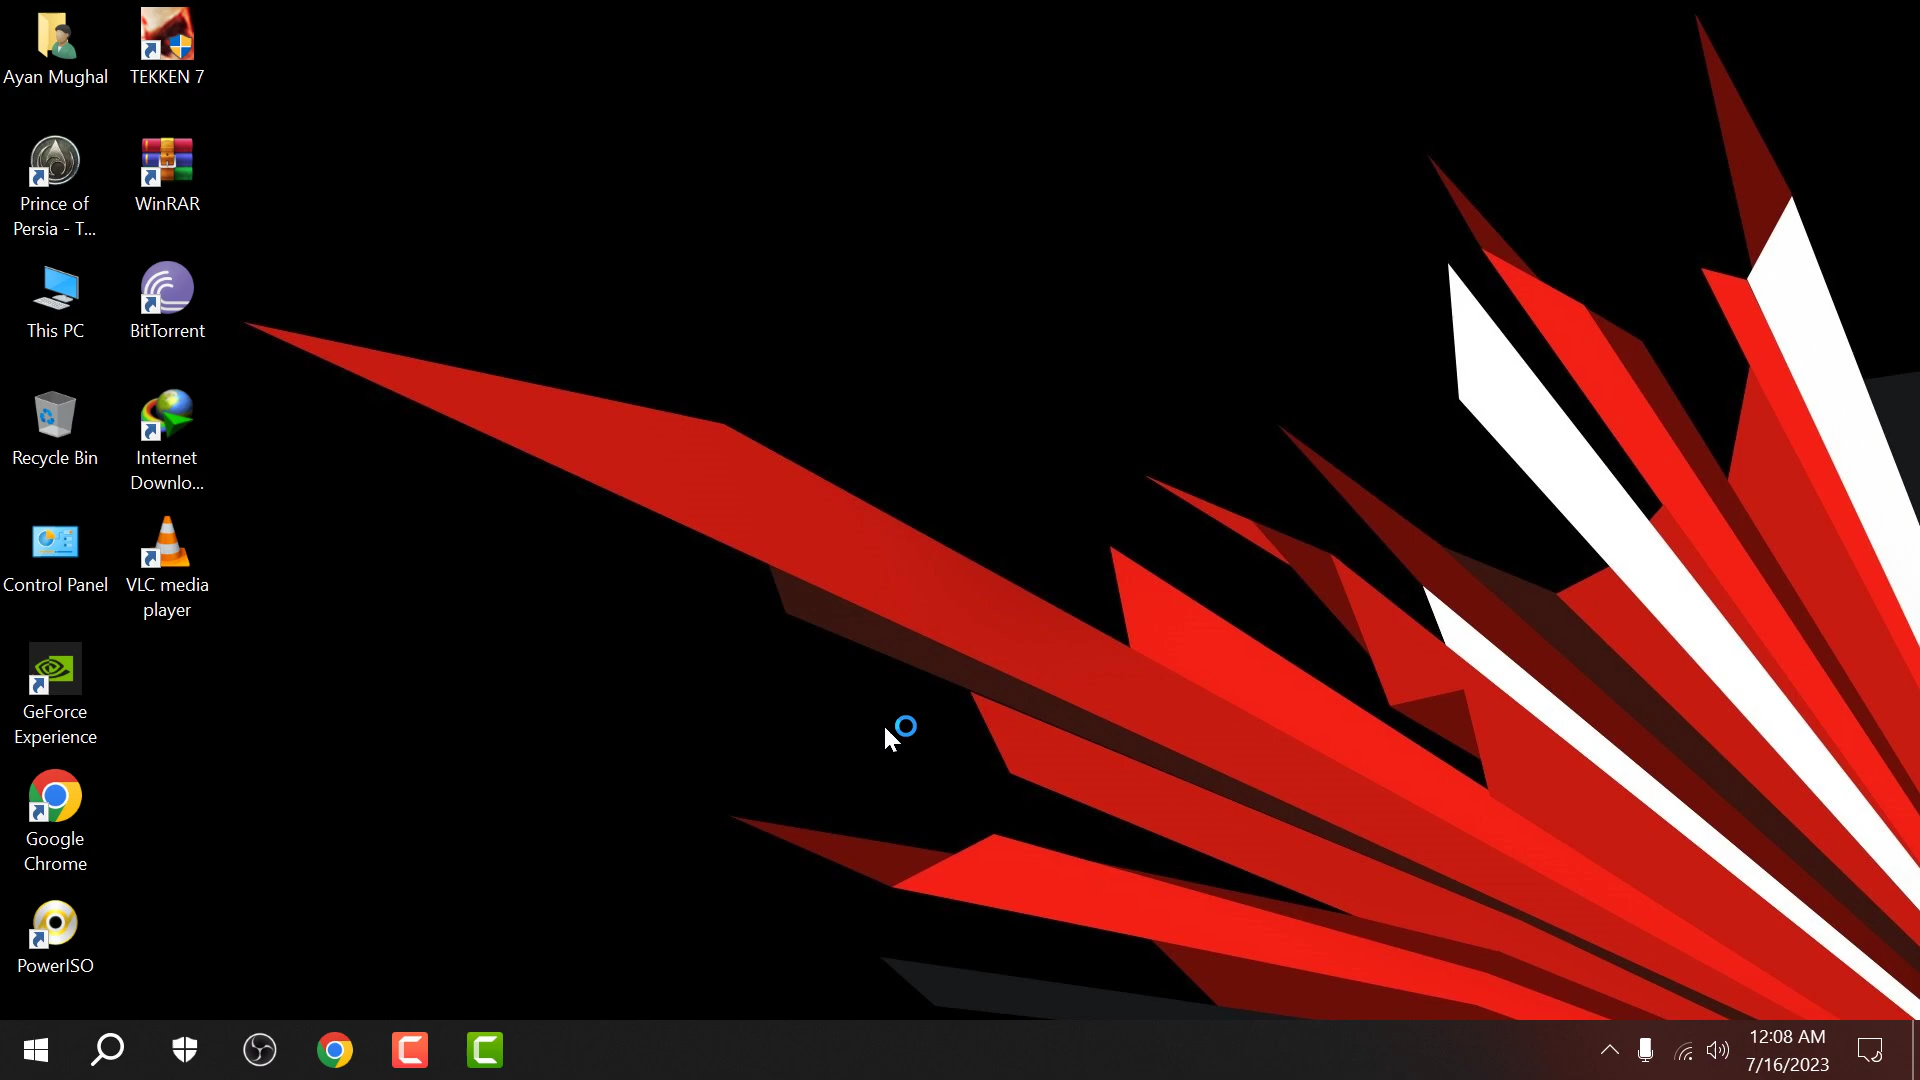 Ayan Mughal
TEKKEN 7
Prince of
Persia - T...
WinRAR
This PC
BitTorrent
Recycle Bin
Internet
Downlo...
Control Panel
VLC media
player
GeForce
Experience
Google
Chrome
PowerISO
12:08 AM
7/16/2023